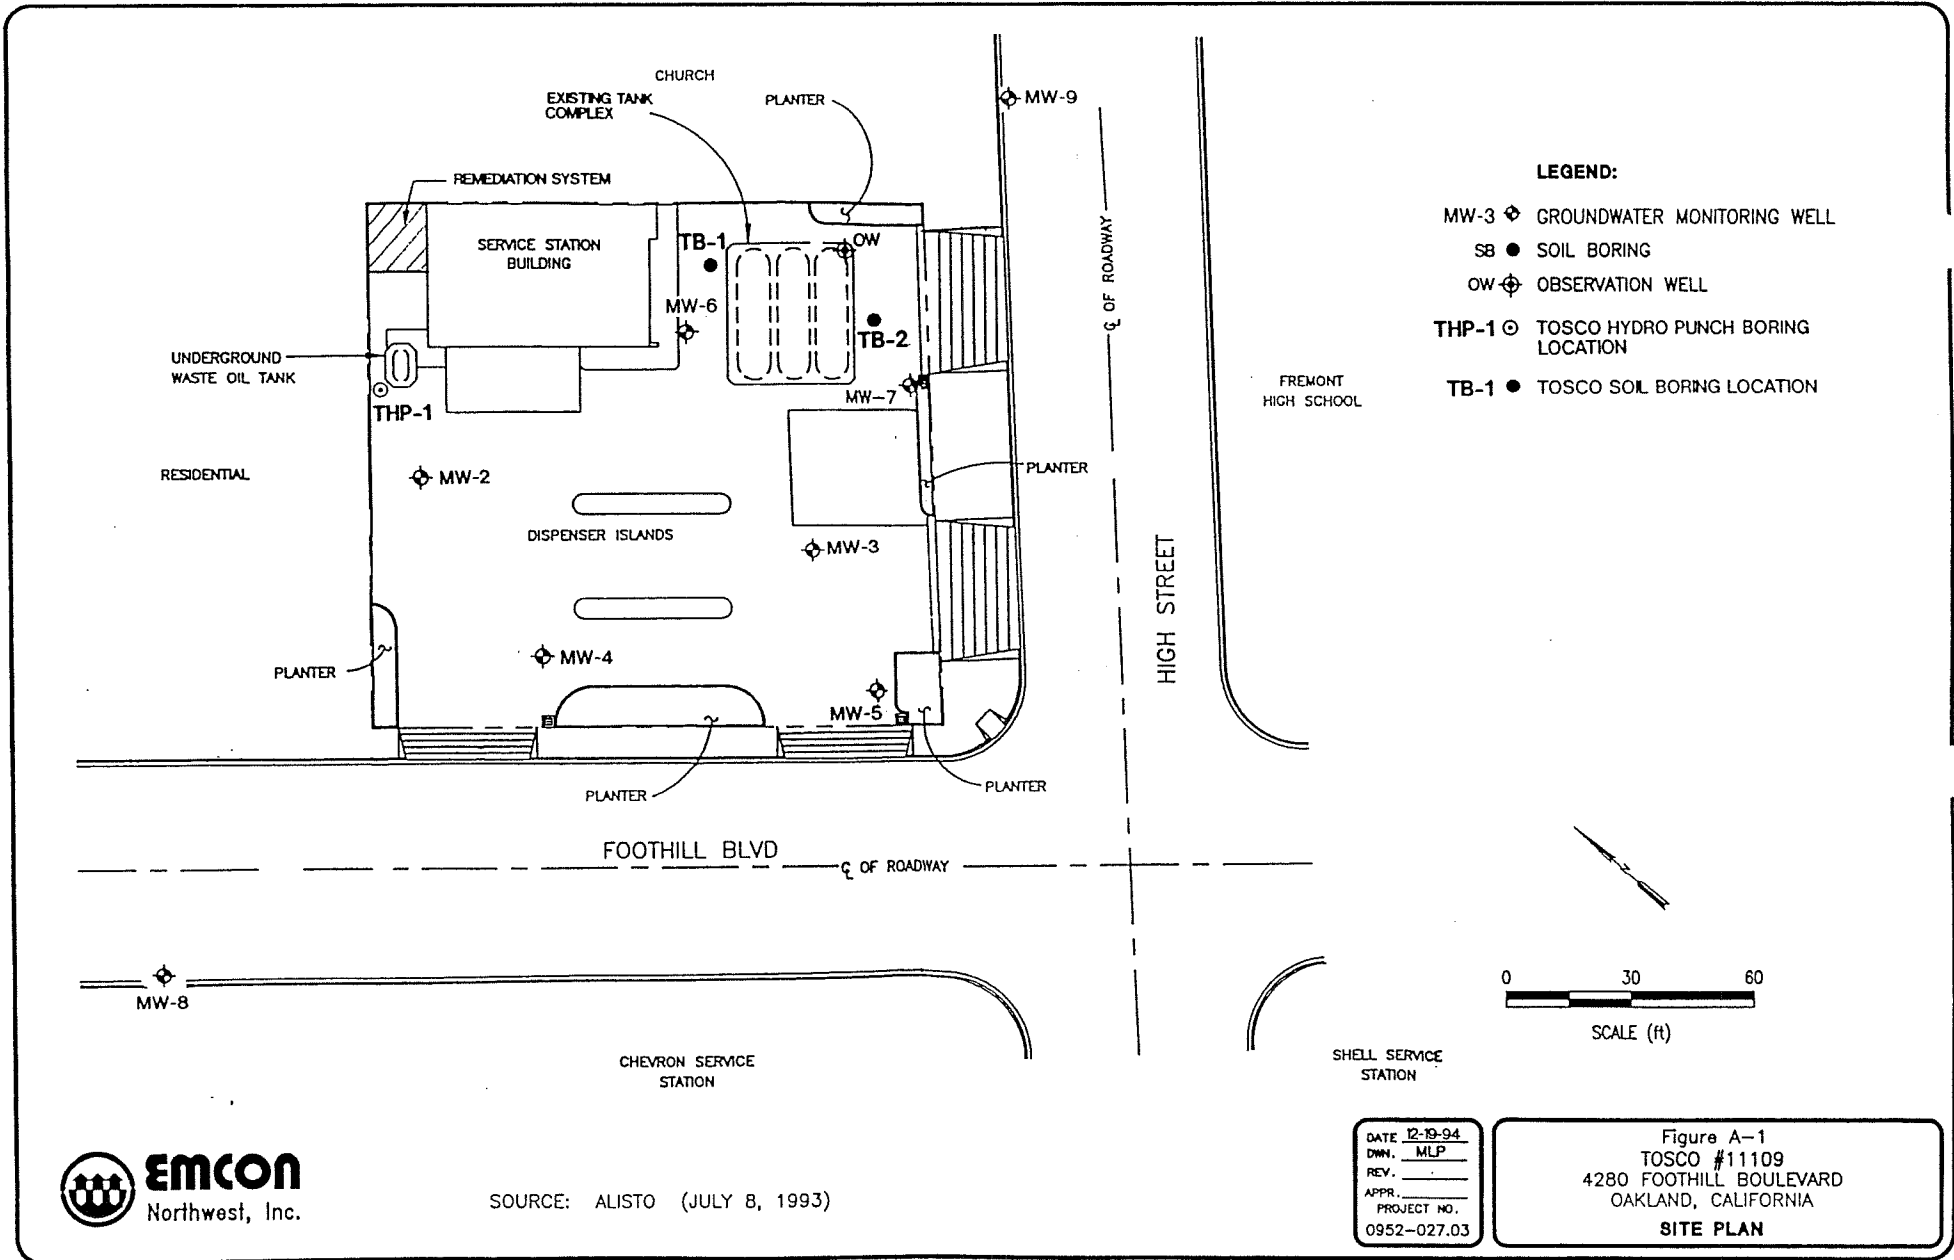 CHURCH
EXISTING TANK
COMPLEX
PLANTER
MW-9
REMEDIATION SYSTEM
LEGEND:
MW-3 GROUNDWATER MONITORING WELL
SB SOIL BORING
OW OBSERVATION WELL
THP-1 TOSCO HYDRO PUNCH BORING
LOCATION
TB-1 TOSCO SOIL BORING LOCATION
SERVICE STATION
BUILDING
TB-1
OW
MW-6
TB-2
℄ OF ROADWAY
UNDERGROUND
WASTE OIL TANK
THP-1
MW-7
FREMONT
HIGH SCHOOL
RESIDENTIAL
MW-2
PLANTER
DISPENSER ISLANDS
MW-3
HIGH STREET
PLANTER
MW-4
MW-5
PLANTER
PLANTER
FOOTHILL BLVD
℄ OF ROADWAY
N
MW-8
0 30 60
SCALE (ft)
CHEVRON SERVICE
STATION
SHELL SERVICE
STATION
EMCON
Northwest, Inc.
SOURCE: ALISTO (JULY 8, 1993)
DATE 12-19-94
DWN. MLP
REV.
APPR.
PROJECT NO.
0952-027.03
Figure A-1
TOSCO #11109
4280 FOOTHILL BOULEVARD
OAKLAND, CALIFORNIA
SITE PLAN